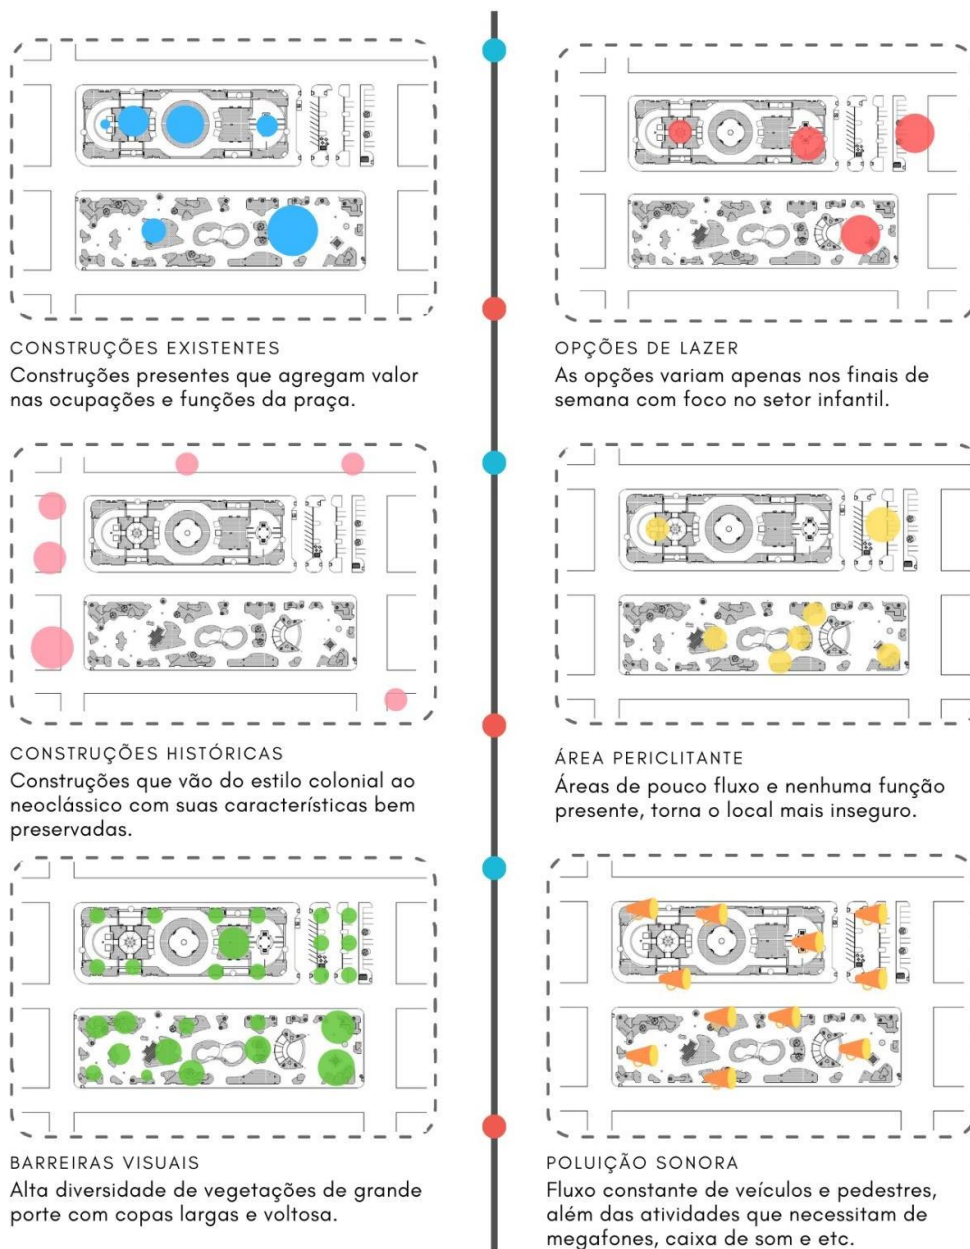 CONSTRUÇÕES EXISTENTES
Construções presentes que agregam valor
nas ocupações e funções da praça.
OPÇÕES DE LAZER
As opções variam apenas nos finais de
semana com foco no setor infantil.
CONSTRUÇÕES HISTÓRICAS
Construções que vão do estilo colonial ao
neoclássico com suas características bem
preservadas.
ÁREA PERICLITANTE
Áreas de pouco fluxo e nenhuma função
presente, torna o local mais inseguro.
BARREIRAS VISUAIS
Alta diversidade de vegetações de grande
porte com copas largas e voltosa.
POLUIÇÃO SONORA
Fluxo constante de veículos e pedestres,
além das atividades que necessitam de
megafones, caixa de som e etc.